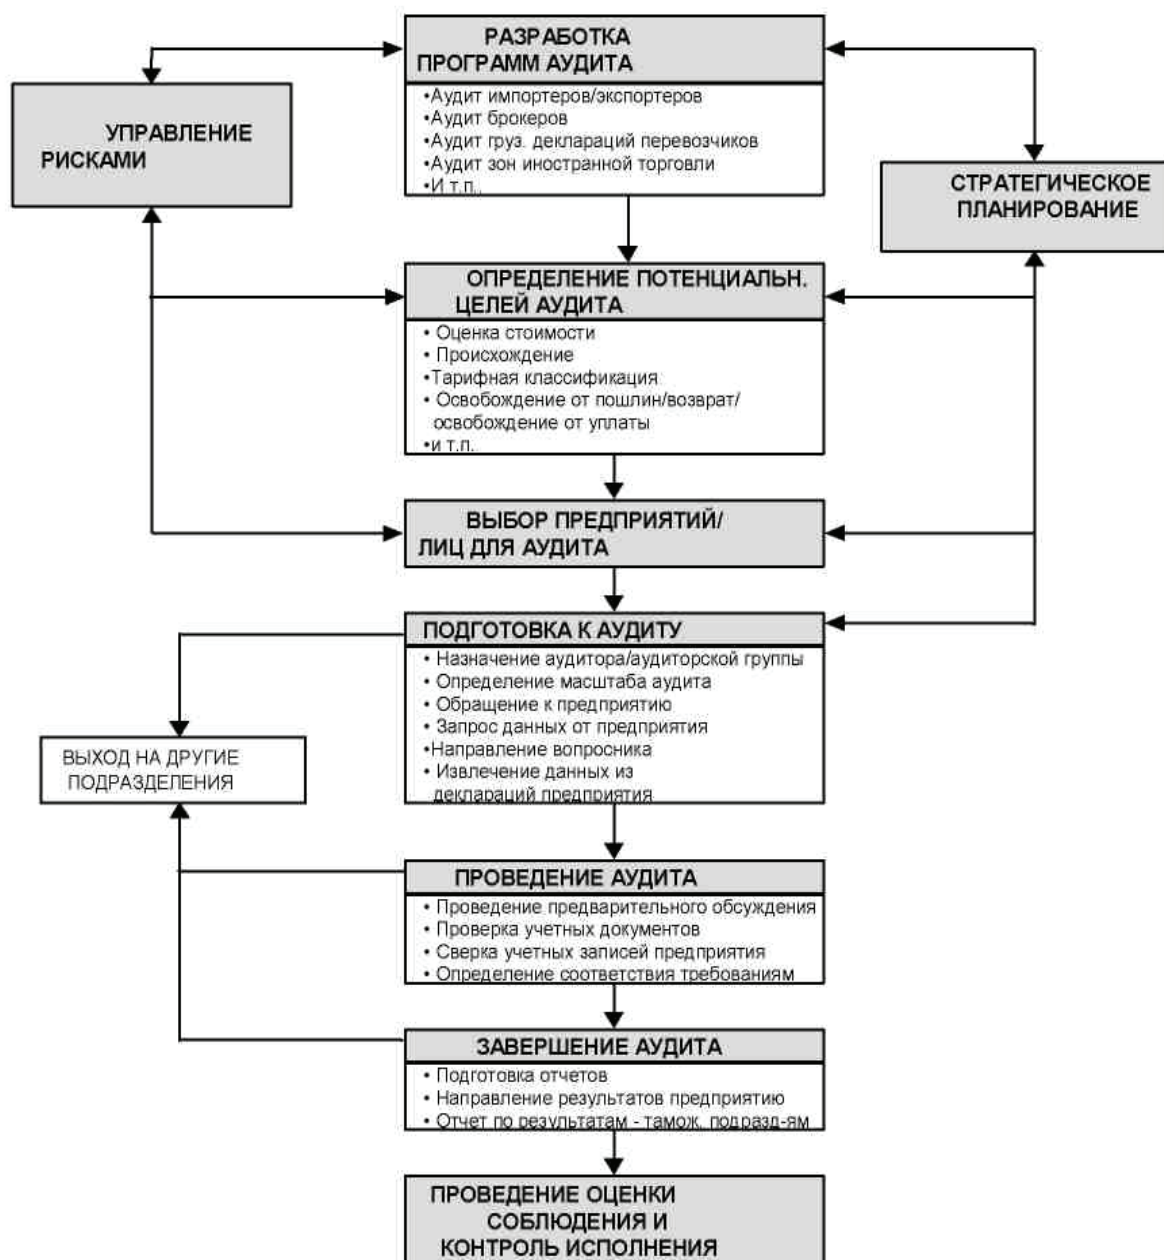 РАЗРАБОТКА
ПРОГРАММ АУДИТА
•Аудит импортеров/экспортеров
•Аудит брокеров
•Аудит груз. деклараций перевозчиков
•Аудит зон иностранной торговли
•И т.п..
УПРАВЛЕНИЕ
РИСКАМИ
СТРАТЕГИЧЕСКОЕ
ПЛАНИРОВАНИЕ
ОПРЕДЕЛЕНИЕ ПОТЕНЦИАЛЬН.
ЦЕЛЕЙ АУДИТА
• Оценка стоимости
• Происхождение
•Тарифная классификация
• Освобождение от пошлин/возврат/
освобождение от уплаты
•и т.п.
ВЫБОР ПРЕДПРИЯТИЙ/
ЛИЦ ДЛЯ АУДИТА
ПОДГОТОВКА К АУДИТУ
• Назначение аудитора/аудиторской группы
• Определение масштаба аудита
• Обращение к предприятию
• Запрос данных от предприятия
•Направление вопросника
• Извлечение данных из
деклараций предприятия
ВЫХОД НА ДРУГИЕ
ПОДРАЗДЕЛЕНИЯ
ПРОВЕДЕНИЕ АУДИТА
• Проведение предварительного обсуждения
• Проверка учетных документов
• Сверка учетных записей предприятия
• Определение соответствия требованиям
ЗАВЕРШЕНИЕ АУДИТА
• Подготовка отчетов
• Направление результатов предприятию
• Отчет по результатам - тамож. подразд-ям
ПРОВЕДЕНИЕ ОЦЕНКИ
СОБЛЮДЕНИЯ И
КОНТРОЛЬ ИСПОЛНЕНИЯ